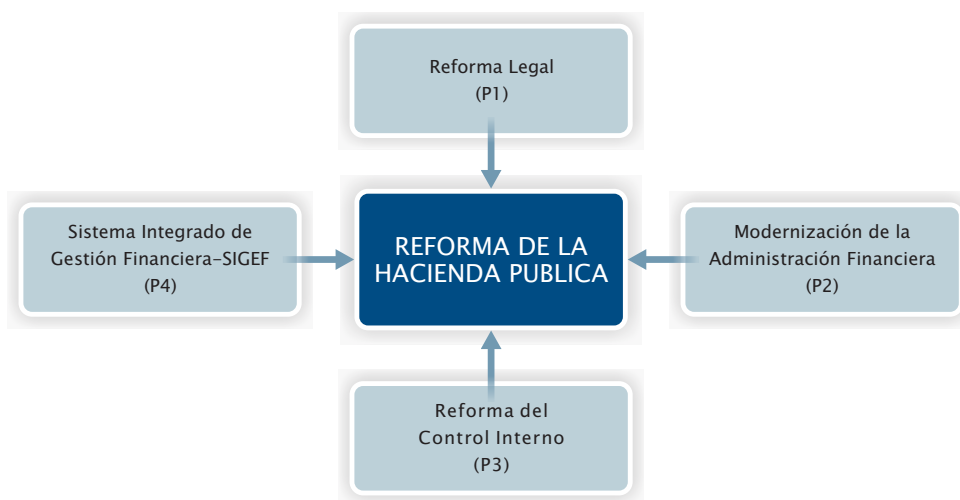 Reforma Legal
(P1)
Sistema Integrado de
Gestión Financiera–SIGEF
(P4)
REFORMA DE LA
HACIENDA PUBLICA
Modernización de la
Administración Financiera
(P2)
Reforma del
Control Interno
(P3)